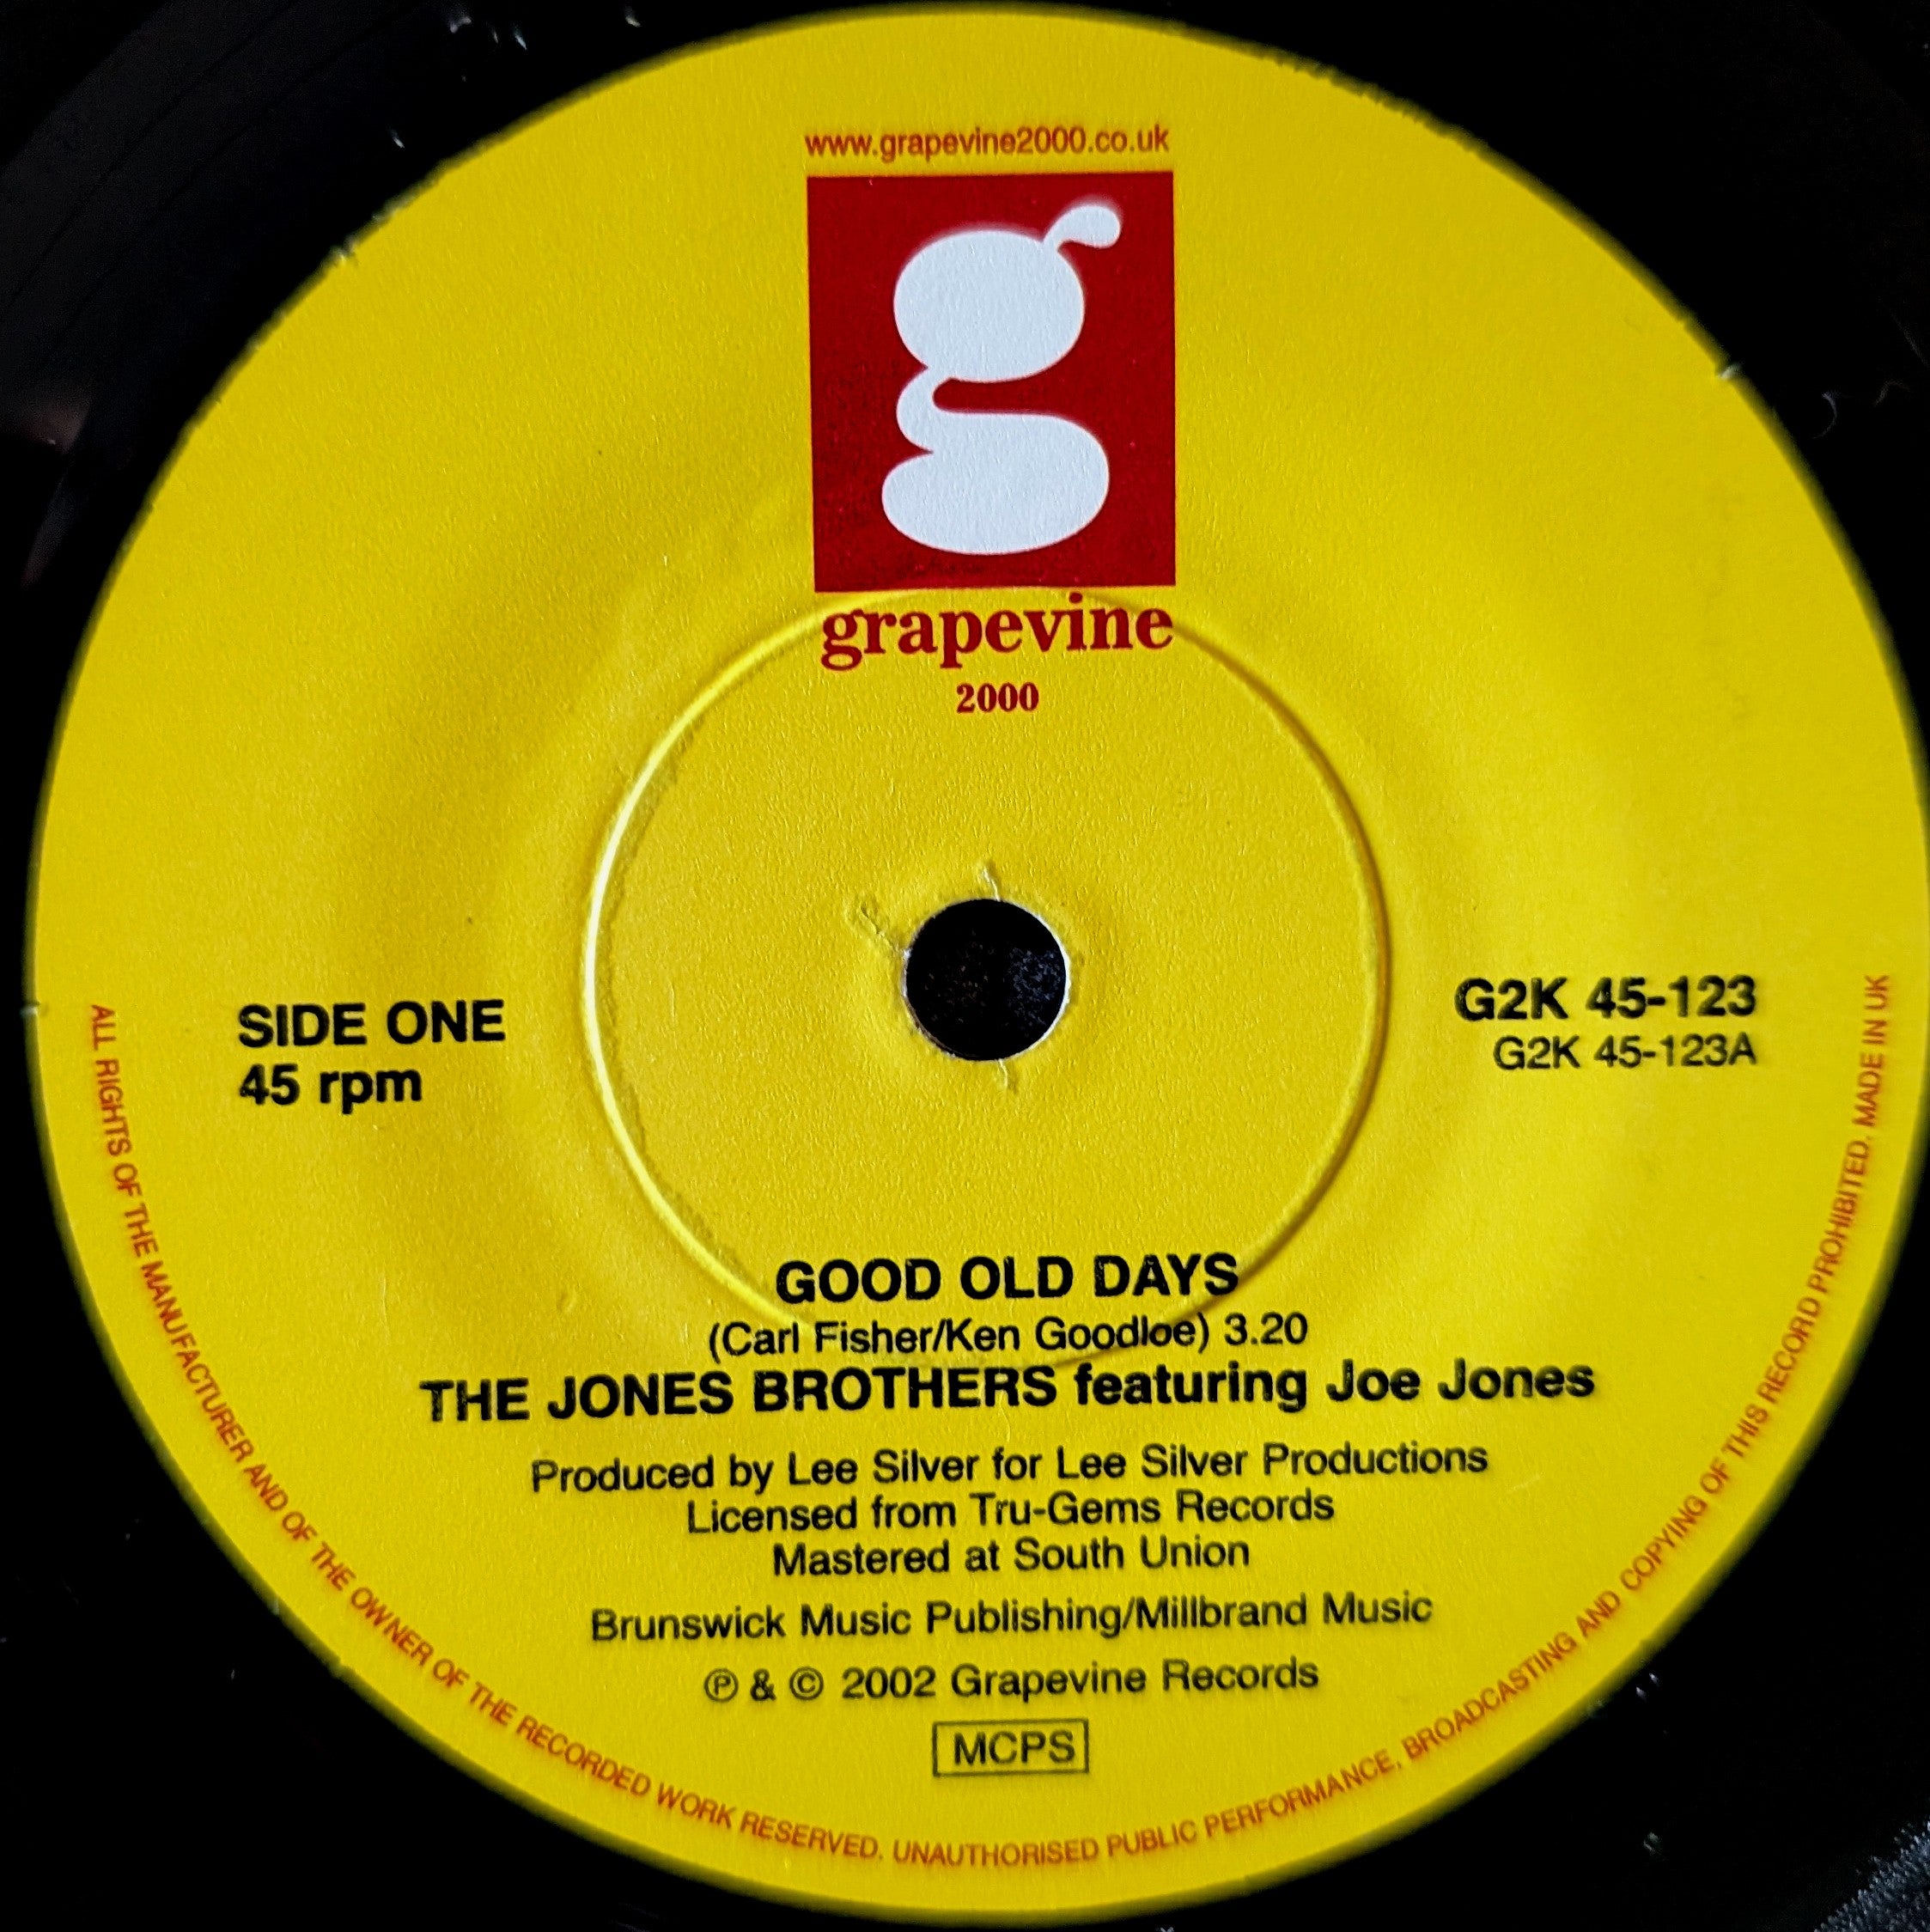 www.grapevine2000.co.uk
g
grapevine
2000
SIDE ONE
45 rpm
G2K 45-123
G2K 45-123A
GOOD OLD DAYS
(Carl Fisher/Ken Goodloe) 3.20
THE JONES BROTHERS featuring Joe Jones
Produced by Lee Silver for Lee Silver Productions
Licensed from Tru-Gems Records
Mastered at South Union
Brunswick Music Publishing/Millbrand Music
Ⓟ & © 2002 Grapevine Records
MCPS
ALL RIGHTS OF THE MANUFACTURER AND OF THE OWNER OF THE RECORDED WORK RESERVED. UNAUTHORISED PUBLIC PERFORMANCE, BROADCASTING AND COPYING OF THIS RECORD PROHIBITED. MADE IN UK